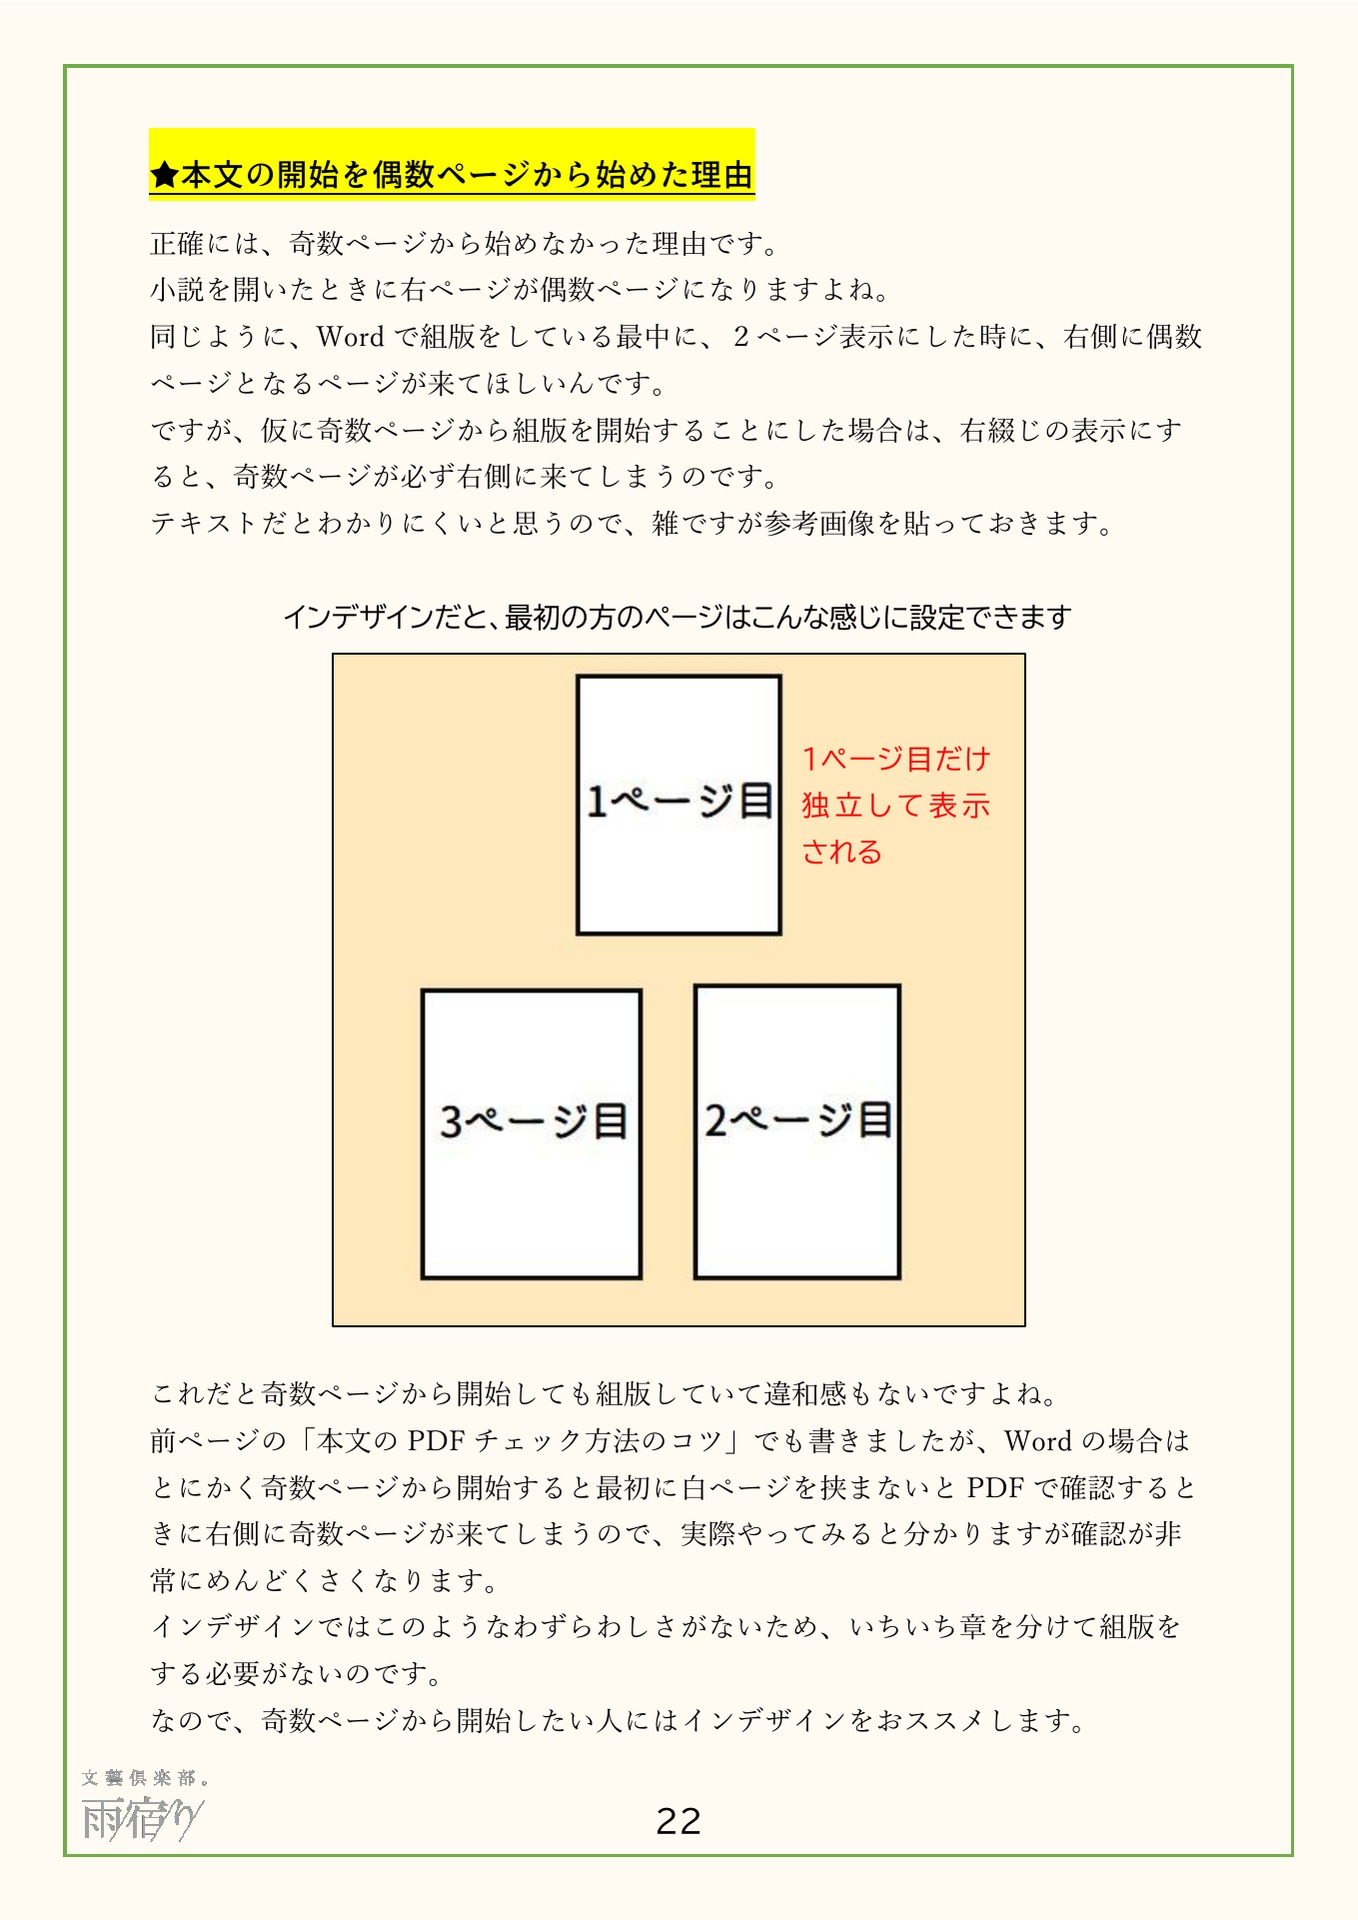 ★本文の開始を偶数ページから始めた理由
正確には、奇数ページから始めなかった理由です。
小説を開いたときに右ページが偶数ページになりますよね。
同じように、Word で組版をしている最中に、２ページ表示にした時に、右側に偶数
ページとなるページが来てほしいんです。
ですが、仮に奇数ページから組版を開始することにした場合は、右綴じの表示にす
ると、奇数ページが必ず右側に来てしまうのです。
テキストだとわかりにくいと思うので、雑ですが参考画像を貼っておきます。
インデザインだと、最初の方のページはこんな感じに設定できます
1ページ目
1ページ目だけ
独立して表示
される
3ページ目
2ページ目
これだと奇数ページから開始しても組版していて違和感もないですよね。
前ページの「本文の PDF チェック方法のコツ」でも書きましたが、Word の場合は
とにかく奇数ページから開始すると最初に白ページを挟まないと PDF で確認すると
きに右側に奇数ページが来てしまうので、実際やってみると分かりますが確認が非
常にめんどくさくなります。
インデザインではこのようなわずらわしさがないため、いちいち章を分けて組版を
する必要がないのです。
なので、奇数ページから開始したい人にはインデザインをおススメします。
文藝倶楽部。
雨宿り
22